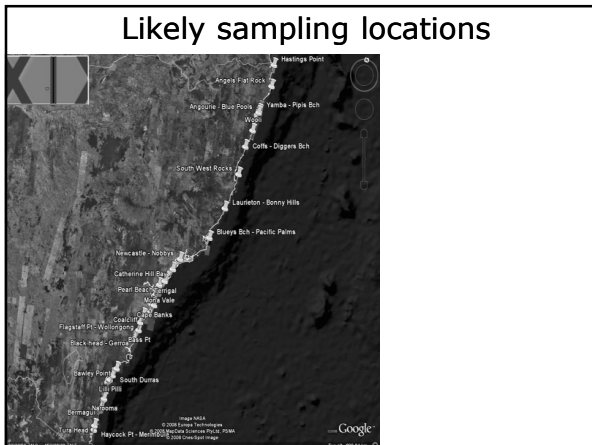 Likely sampling locations
Hastings Point
Angels Flat Rock
Angourie - Blue Pools
Yamba - Pipis Bch
Wooli
Coffs - Diggers Bch
South West Rocks
Laurieton - Bonny Hills
Blueys Bch - Pacific Palms
Newcastle - Nobbys
Catherine Hill Bay
Pearl Beach
Terrigal
Mona Vale
Cape Banks
Coalcliff
Flagstaff Pt - Wollongong
Bass Pt
Black head - Gerroa
Bawley Point
South Durras
Lilli Pilli
Narooma
Bermagui
Tura Head
Haycock Pt - Merimbula
Image NASA
© 2008 Europa Technologies
© 2008 MapData Sciences PtyLtd, PSMA
© 2008 Cnes/Spot Image
Google